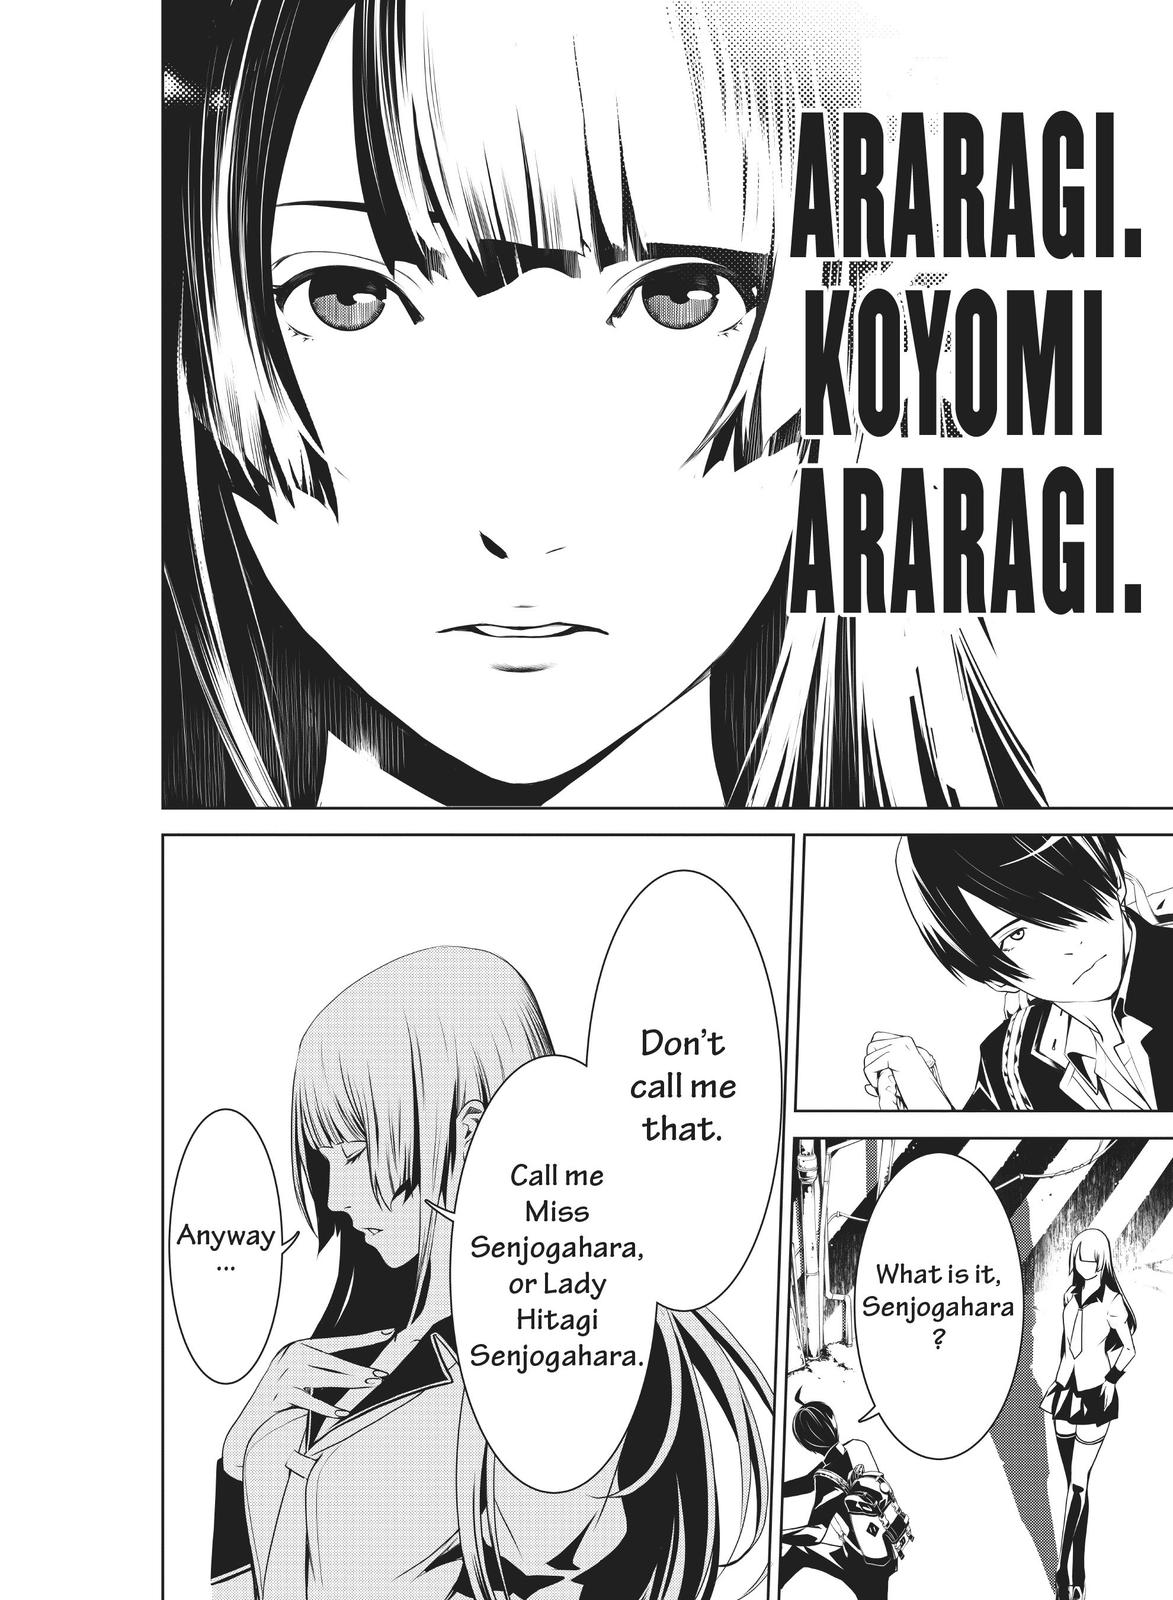 ARARAGI.
KOYOMI
ARARAGI.
What is it,
Senjogahara
?
Don't
call me
that.
Call me
Miss
Senjogahara,
or Lady
Hitagi
Senjogahara.
Anyway
...